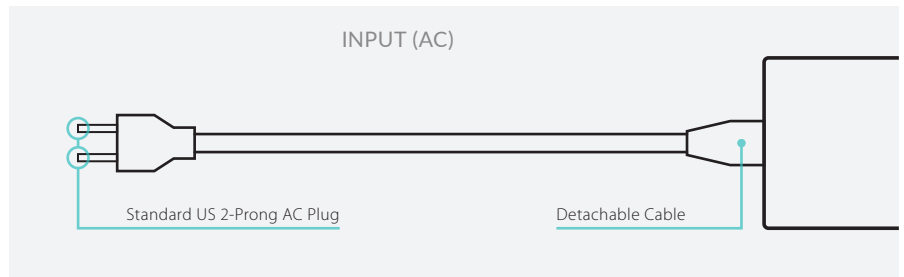 INPUT (AC)
Standard US 2-Prong AC Plug
Detachable Cable